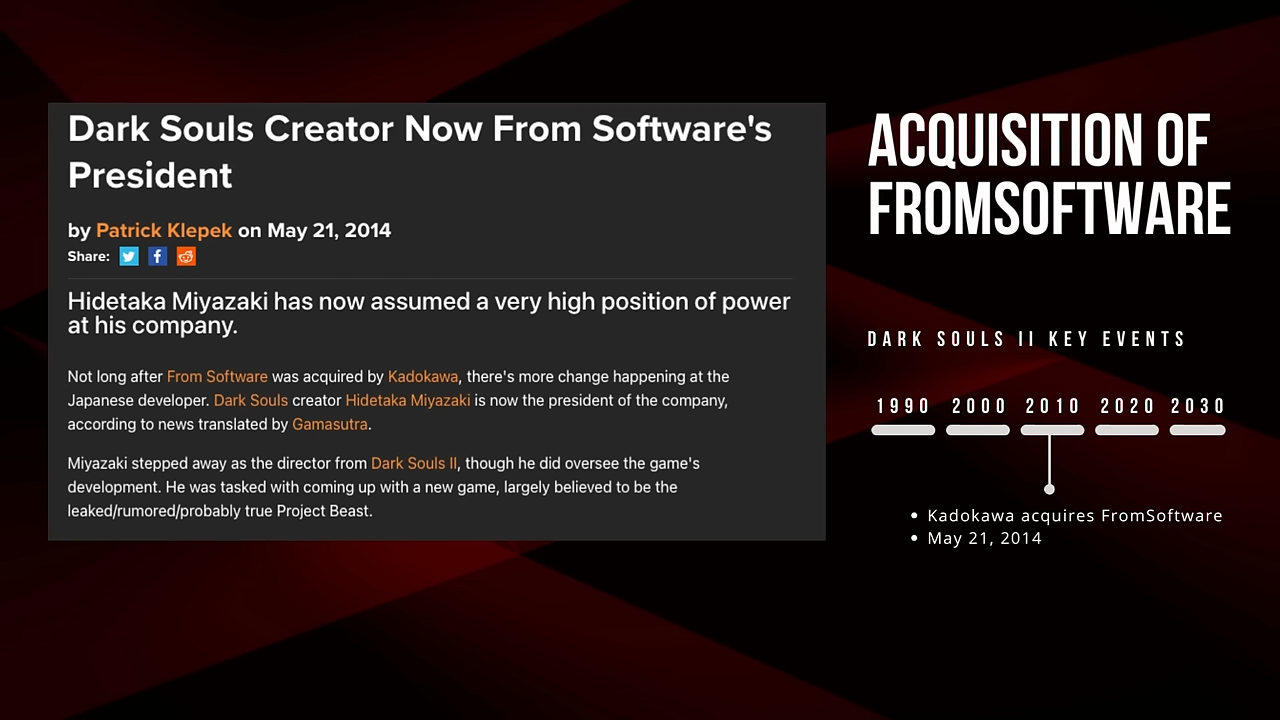 Dark Souls Creator Now From Software's
President
by Patrick Klepek on May 21, 2014
Share:
Hidetaka Miyazaki has now assumed a very high position of power
at his company.
Not long after From Software was acquired by Kadokawa, there's more change happening at the
Japanese developer. Dark Souls creator Hidetaka Miyazaki is now the president of the company,
according to news translated by Gamasutra.
Miyazaki stepped away as the director from Dark Souls II, though he did oversee the game's
development. He was tasked with coming up with a new game, largely believed to be the
leaked/rumored/probably true Project Beast.
ACQUISITION OF
FROMSOFTWARE
DARK SOULS II KEY EVENTS
1990 2000 2010 2020 2030
• Kadokawa acquires FromSoftware
• May 21, 2014